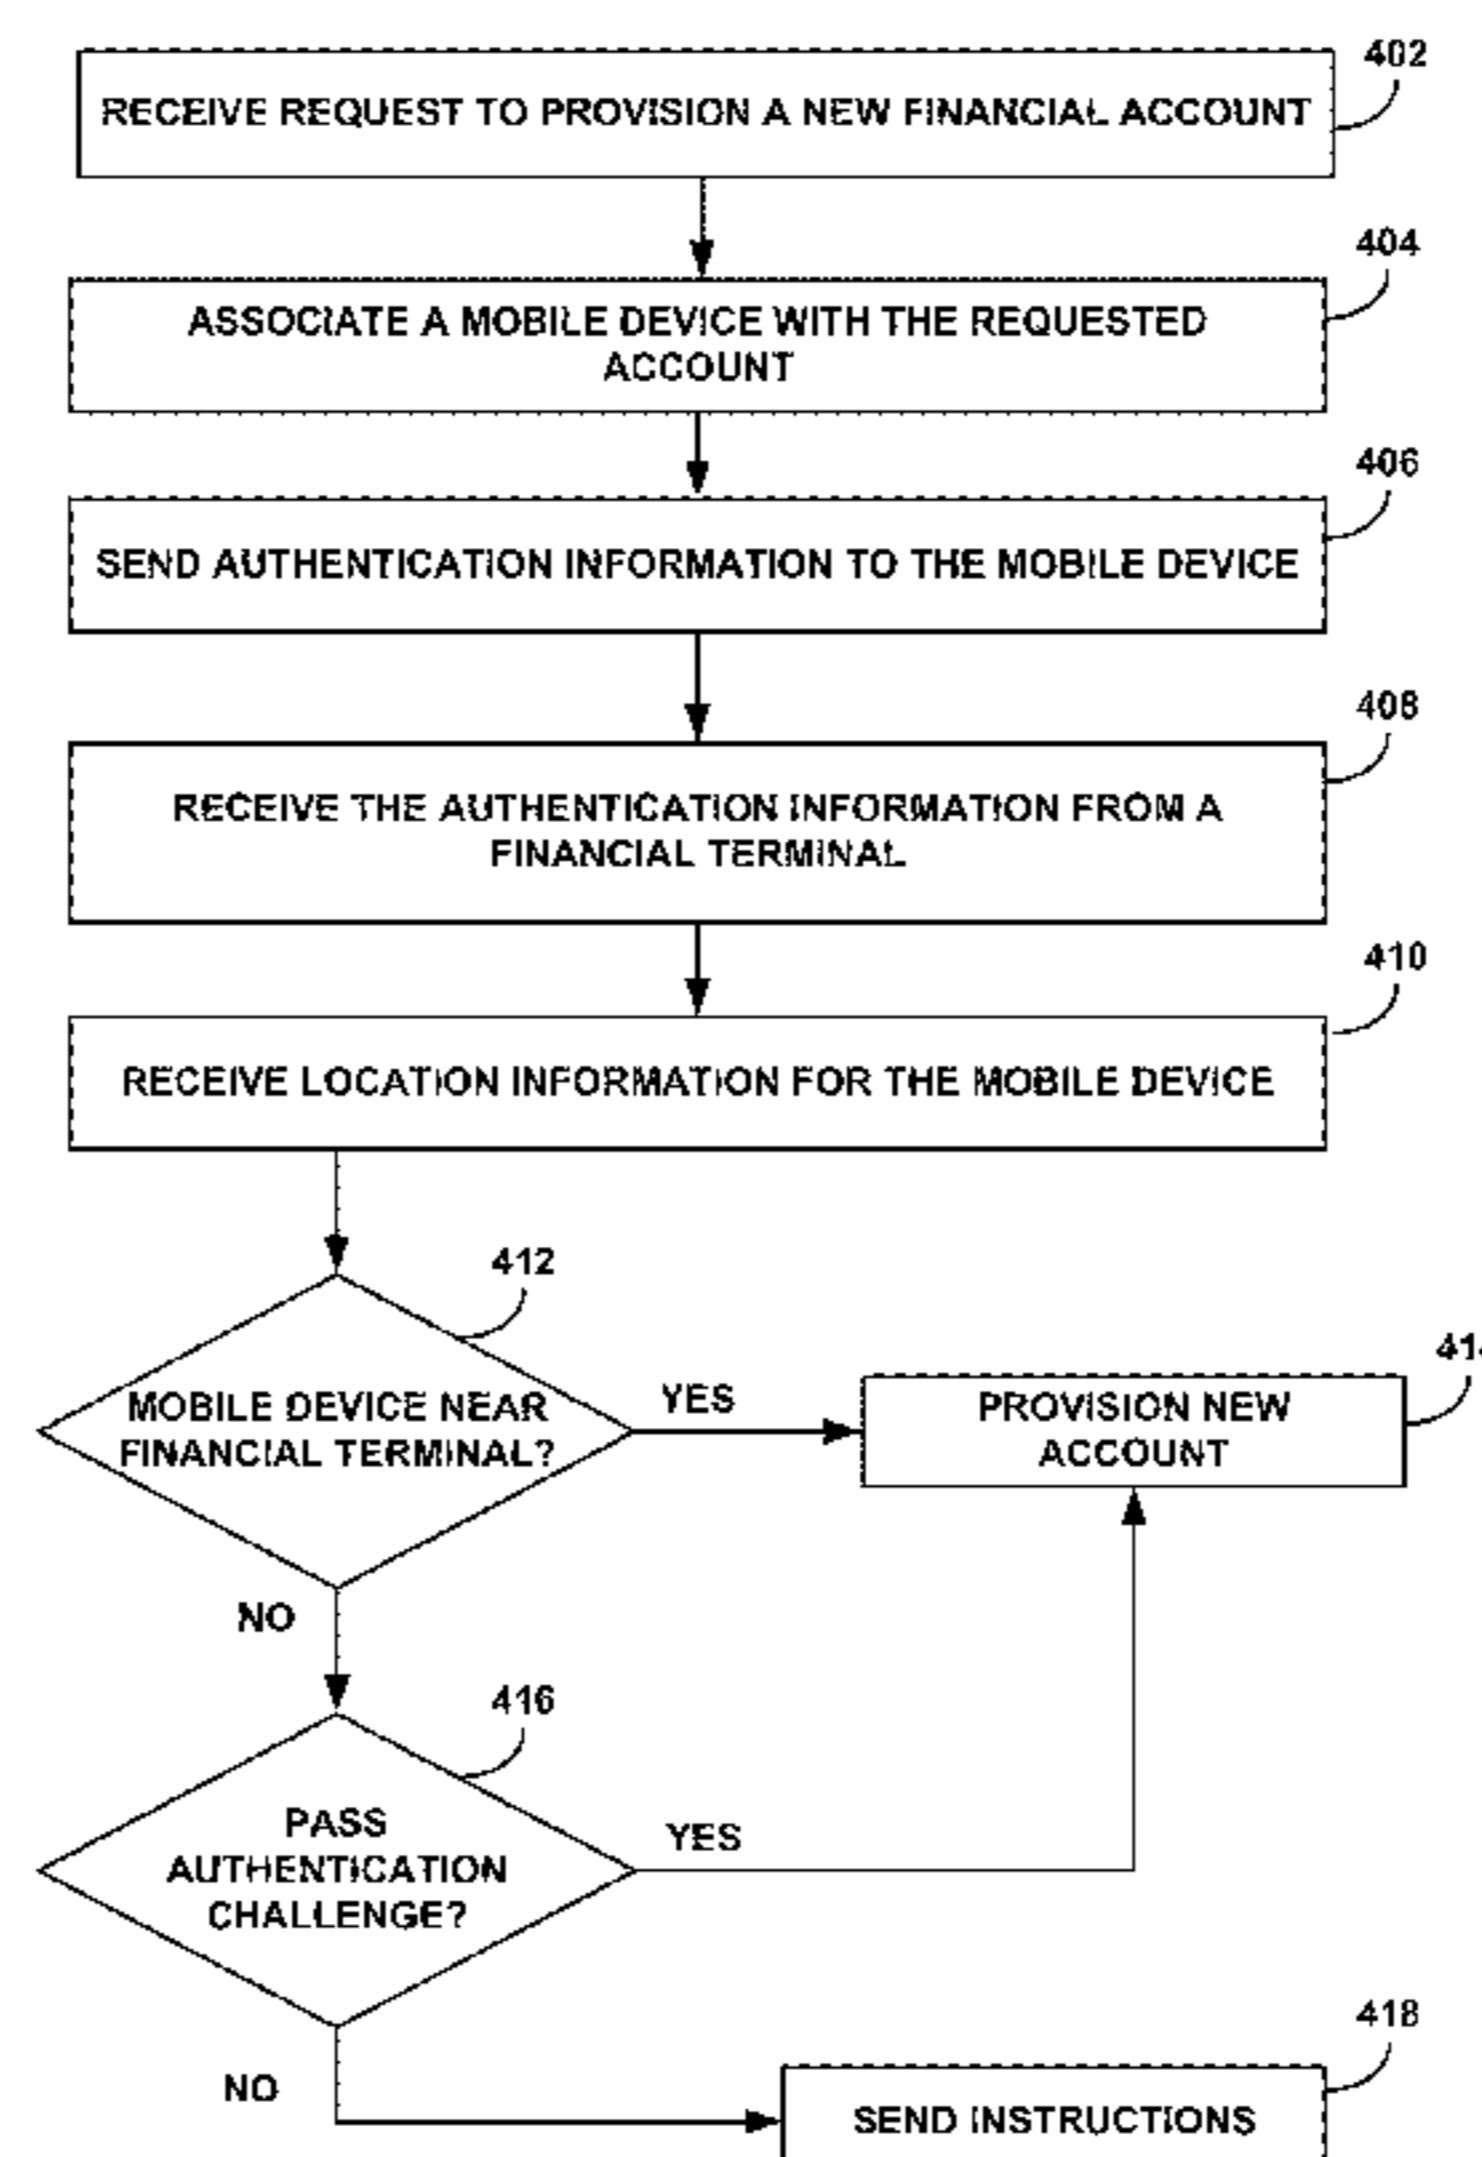 402
RECEIVE REQUEST TO PROVISION A NEW FINANCIAL ACCOUNT
404
ASSOCIATE A MOBILE DEVICE WITH THE REQUESTED
ACCOUNT
406
SEND AUTHENTICATION INFORMATION TO THE MOBILE DEVICE
408
RECEIVE THE AUTHENTICATION INFORMATION FROM A
FINANCIAL TERMINAL
410
RECEIVE LOCATION INFORMATION FOR THE MOBILE DEVICE
412
MOBILE DEVICE NEAR
FINANCIAL TERMINAL?
YES
PROVISION NEW
ACCOUNT
NO
416
PASS
AUTHENTICATION
CHALLENGE?
YES
NO
418
SEND INSTRUCTIONS